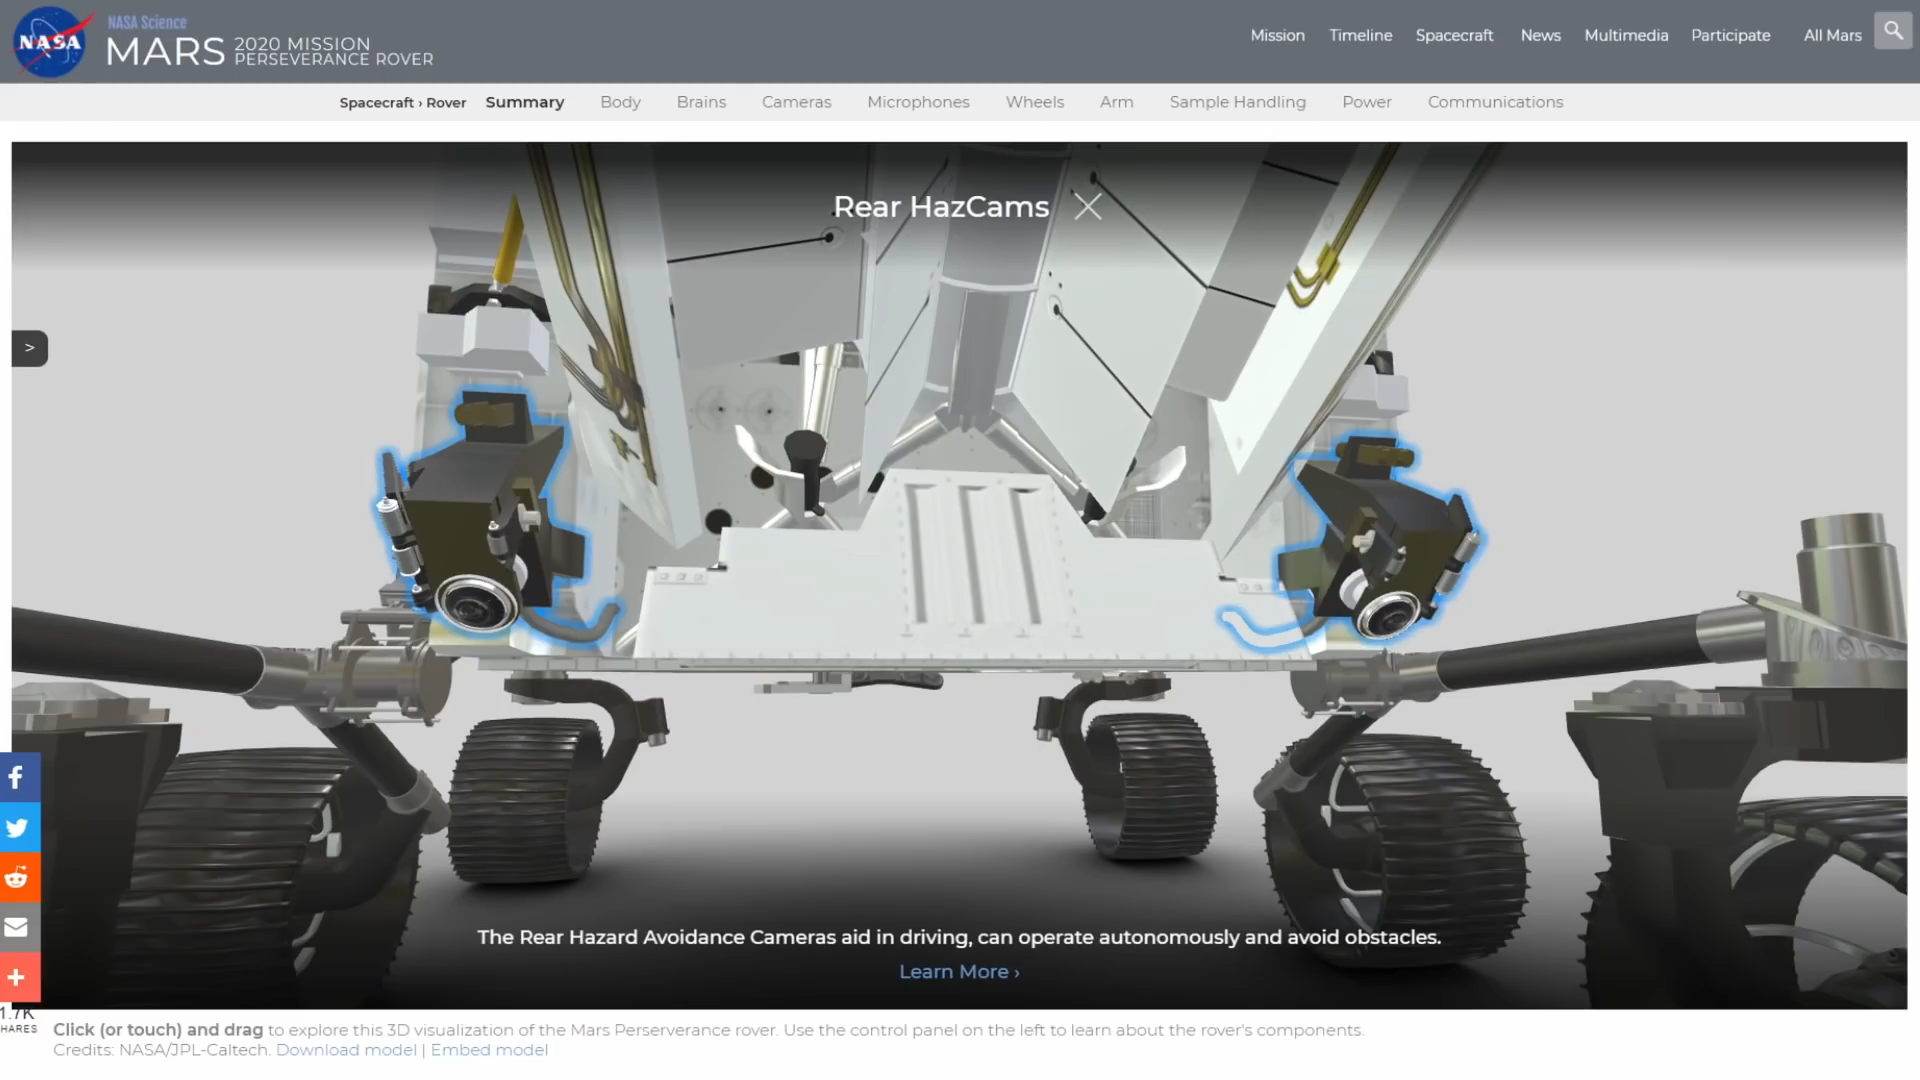 NASA
NASA Science
MARS 2020 MISSION
PERSEVERANCE ROVER
Mission Timeline Spacecraft News Multimedia Participate All Mars
Spacecraft › Rover Summary Body Brains Cameras Microphones Wheels Arm Sample Handling Power Communications
Rear HazCams
>
The Rear Hazard Avoidance Cameras aid in driving, can operate autonomously and avoid obstacles.
Learn More ›
1.7K
HARES
Click (or touch) and drag to explore this 3D visualization of the Mars Perserverance rover. Use the control panel on the left to learn about the rover's components.
Credits: NASA/JPL-Caltech. Download model | Embed model